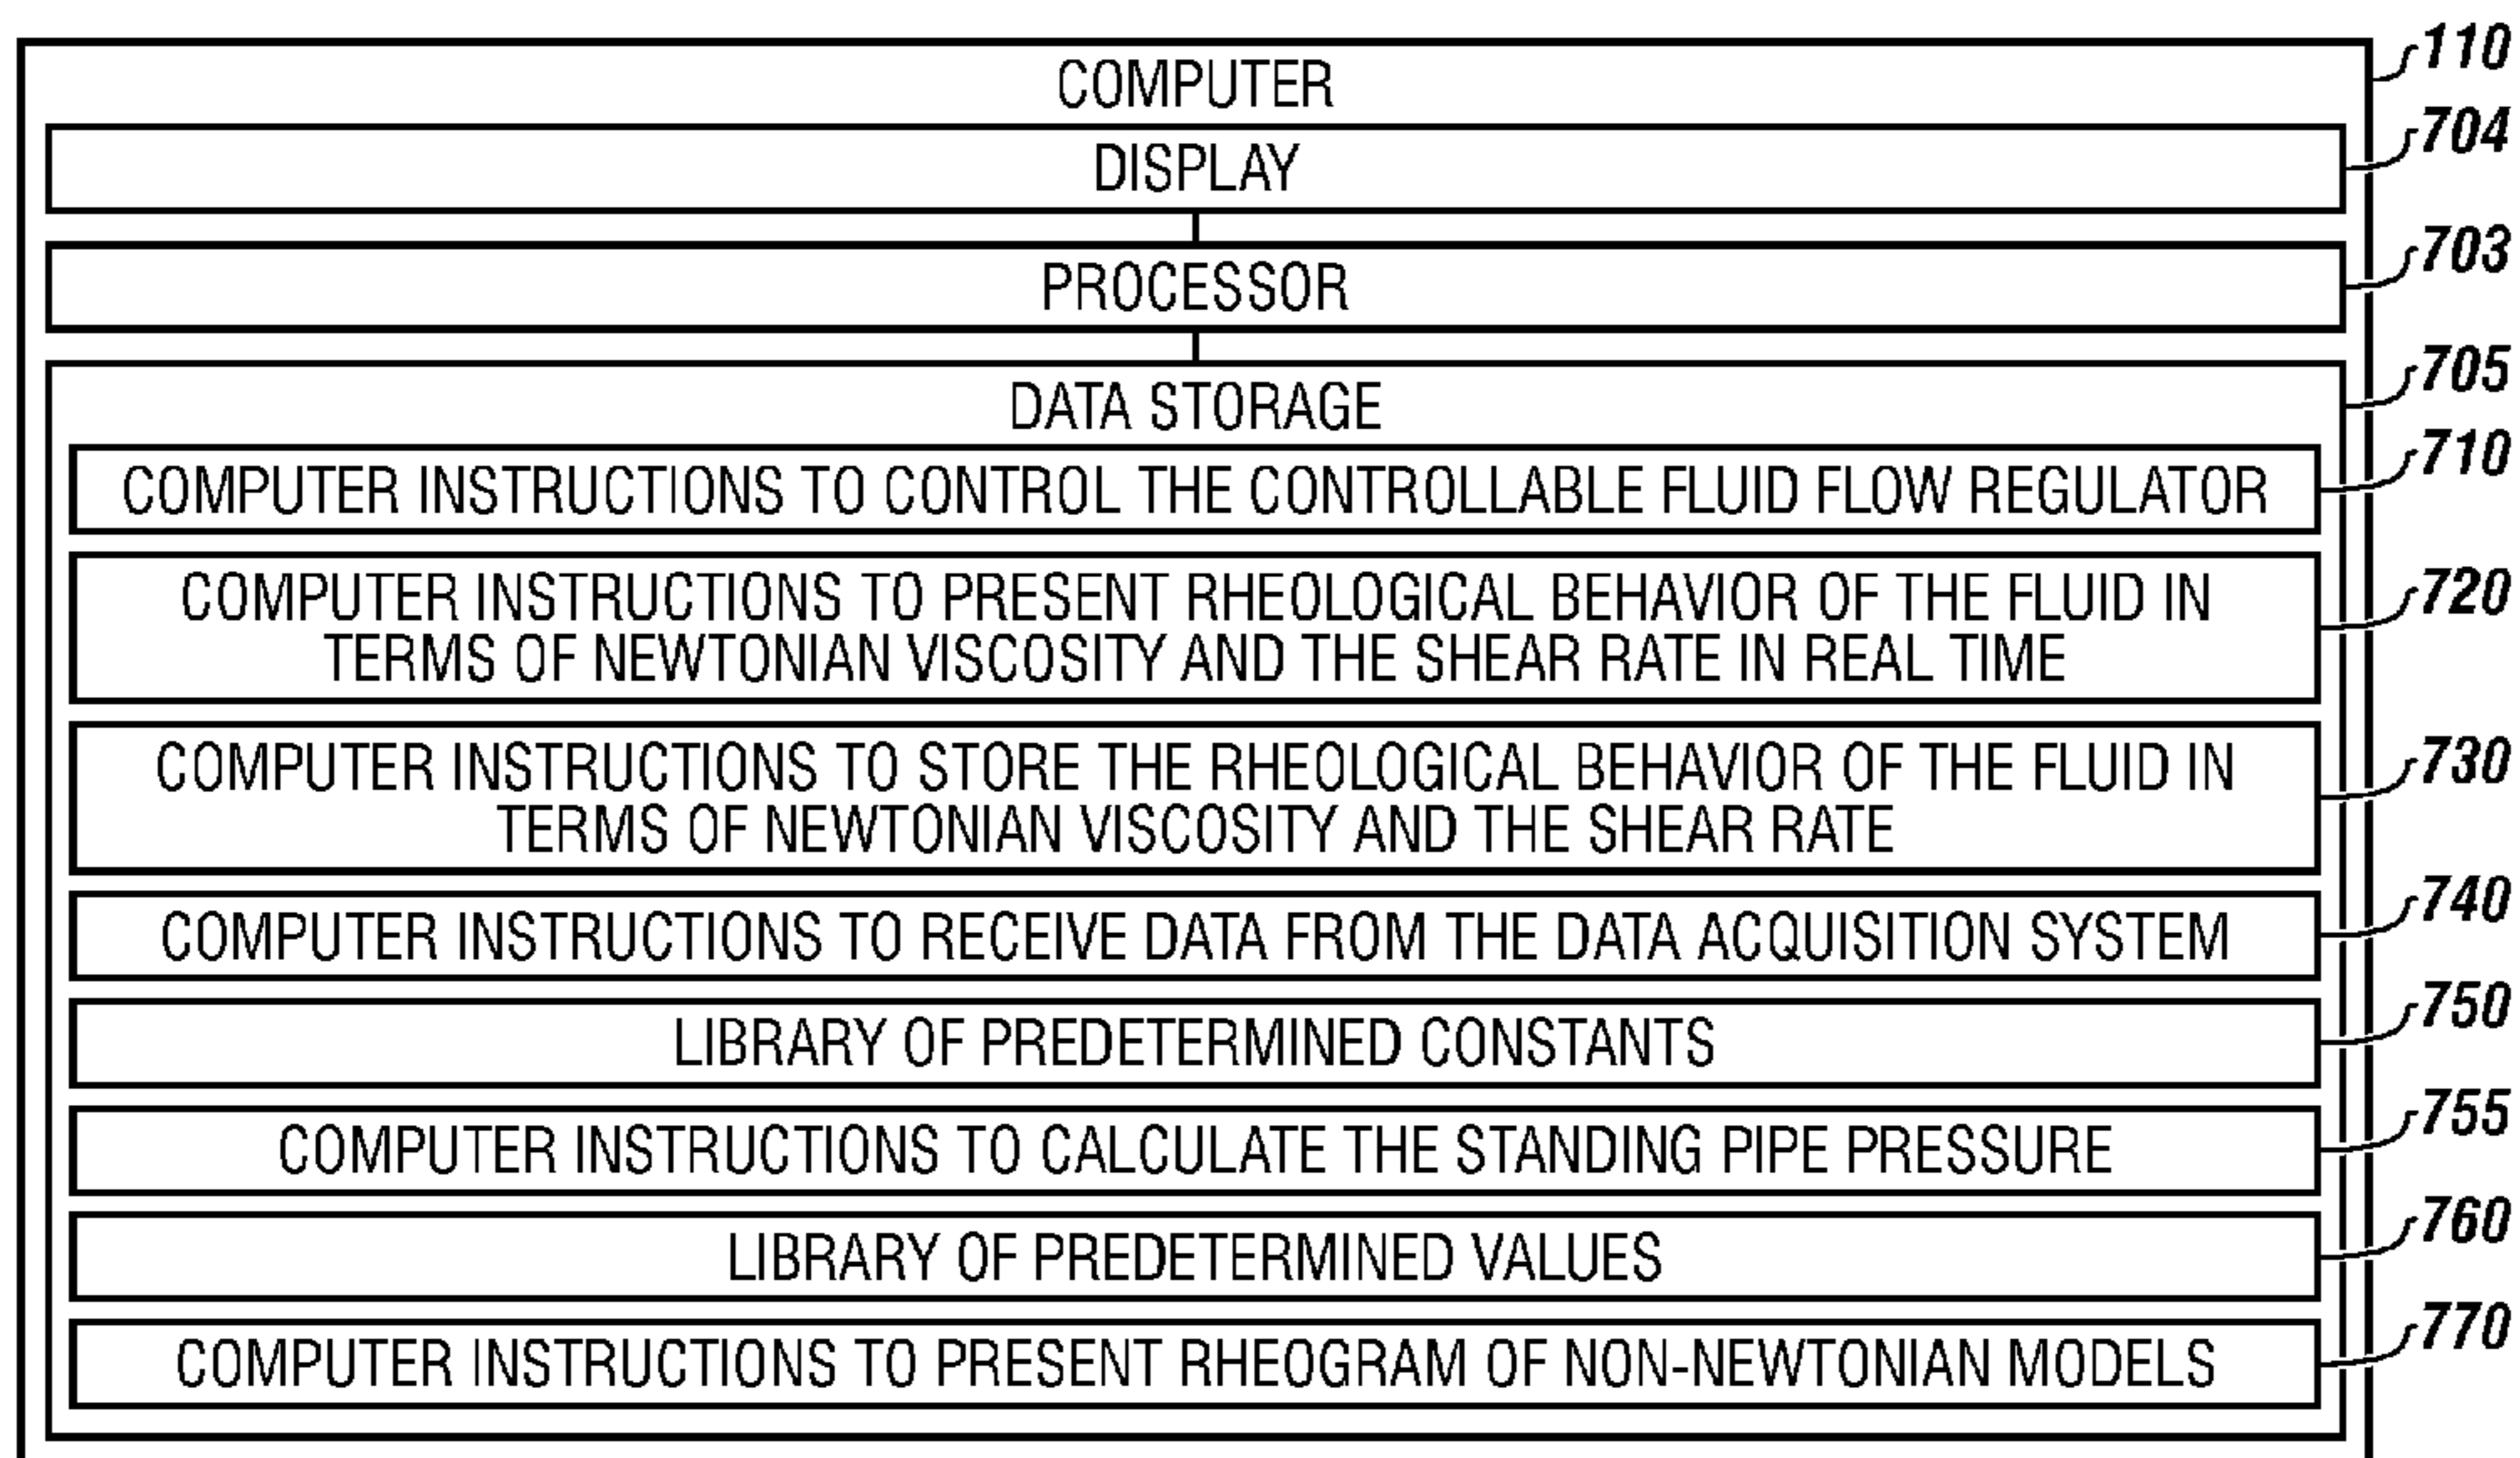 COMPUTER
110
DISPLAY
704
PROCESSOR
703
DATA STORAGE
705
COMPUTER INSTRUCTIONS TO CONTROL THE CONTROLLABLE FLUID FLOW REGULATOR
710
COMPUTER INSTRUCTIONS TO PRESENT RHEOLOGICAL BEHAVIOR OF THE FLUID IN
TERMS OF NEWTONIAN VISCOSITY AND THE SHEAR RATE IN REAL TIME
720
COMPUTER INSTRUCTIONS TO STORE THE RHEOLOGICAL BEHAVIOR OF THE FLUID IN
TERMS OF NEWTONIAN VISCOSITY AND THE SHEAR RATE
730
COMPUTER INSTRUCTIONS TO RECEIVE DATA FROM THE DATA ACQUISITION SYSTEM
740
LIBRARY OF PREDETERMINED CONSTANTS
750
COMPUTER INSTRUCTIONS TO CALCULATE THE STANDING PIPE PRESSURE
755
LIBRARY OF PREDETERMINED VALUES
760
COMPUTER INSTRUCTIONS TO PRESENT RHEOGRAM OF NON-NEWTONIAN MODELS
770